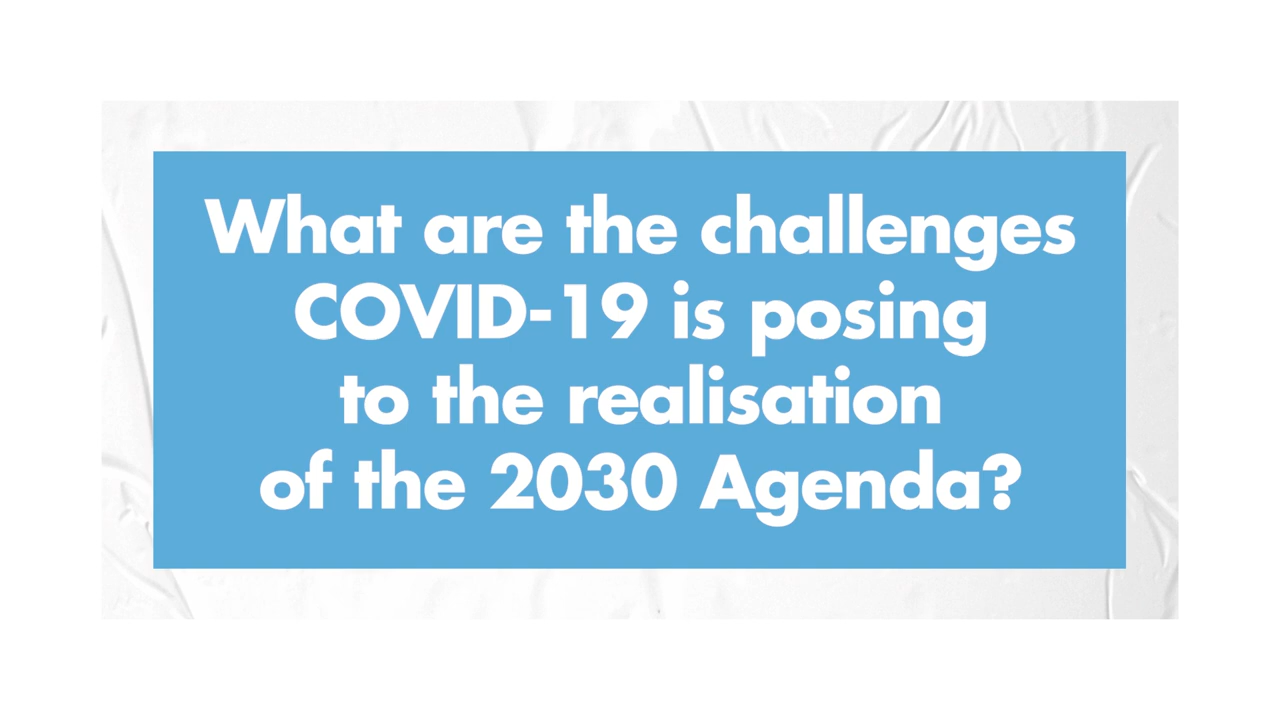 What are the challenges
COVID-19 is posing
to the realisation
of the 2030 Agenda?